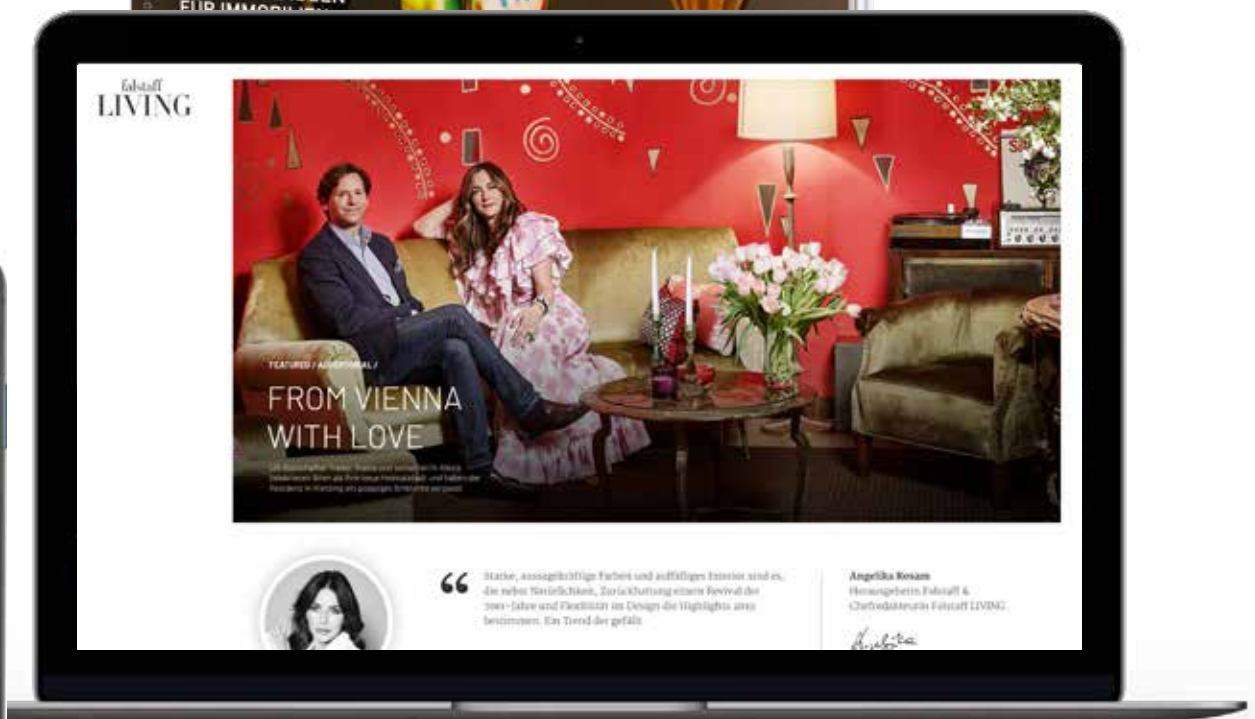 FÜR IMMOBILIEN
falstaff
LIVING
FEATURED / ADVERTORIAL /
FROM VIENNA
WITH LOVE
Starke, aussagekräftige Farben und auffälliges Interior sind es,
die neben Natürlichkeit, Zurückhaltung einem Revival der
70er-Jahre und Flexibilität im Design die Highlights
bestimmen. Ein Trend der gefällt
Angelika Rosam
Herausgeberin Falstaff &
Chefredakteurin Falstaff LIVING